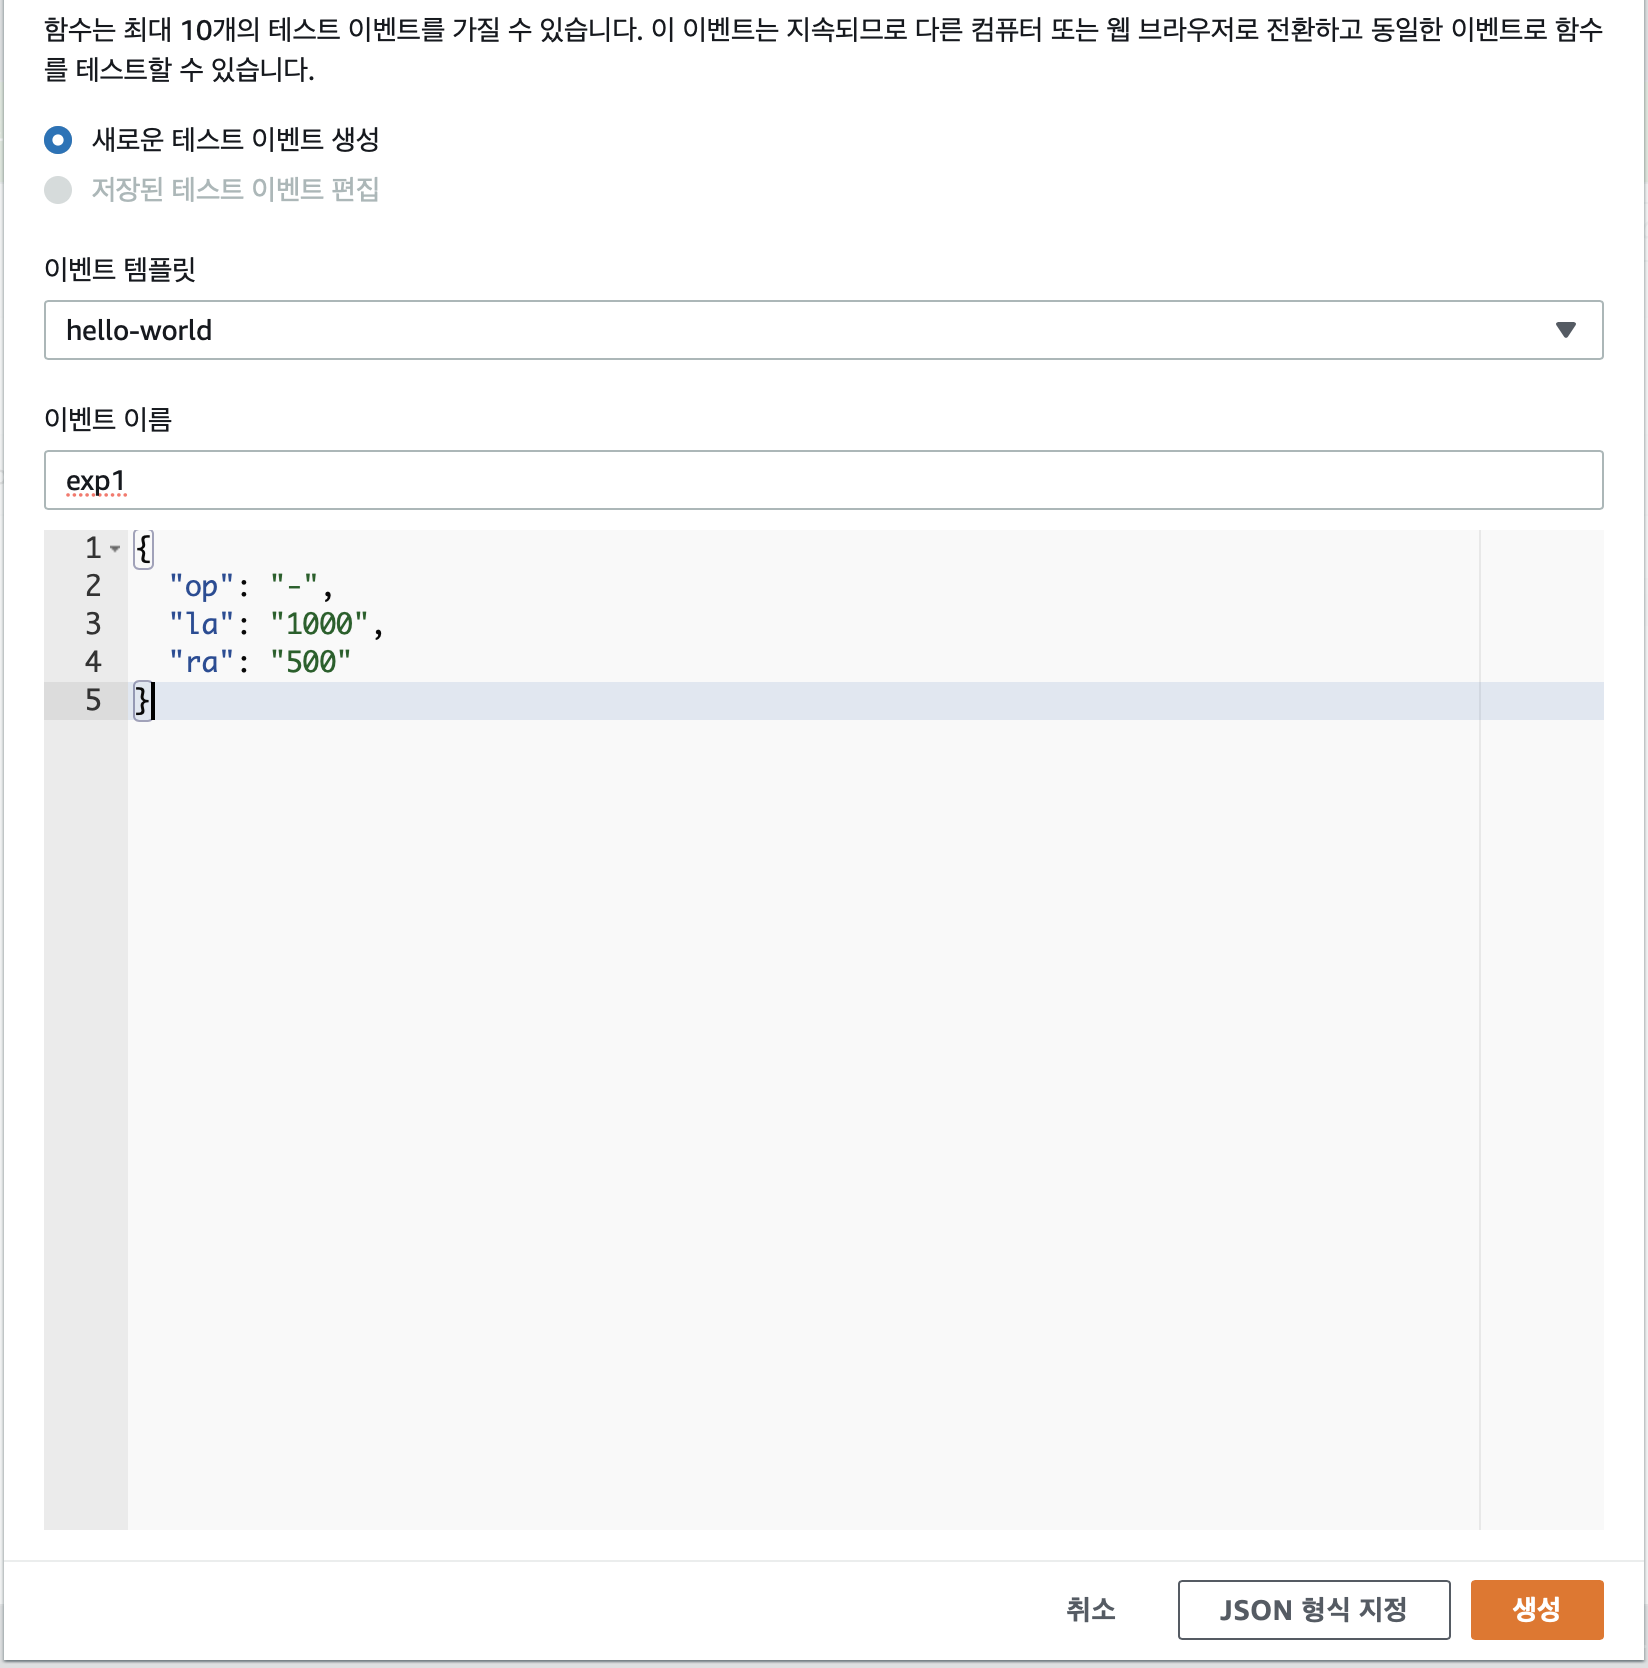 함수는 최대 10개의 테스트 이벤트를 가질 수 있습니다. 이 이벤트는 지속되므로 다른 컴퓨터 또는 웹 브라우저로 전환하고 동일한 이벤트로 함수
를 테스트할 수 있습니다.
새로운 테스트 이벤트 생성
저장된 테스트 이벤트 편집
이벤트 템플릿
hello-world
이벤트 이름
exp1
1 {
2 "op": "-",
3 "la": "1000",
4 "ra": "500"
5 }
취소 JSON 형식 지정 생성